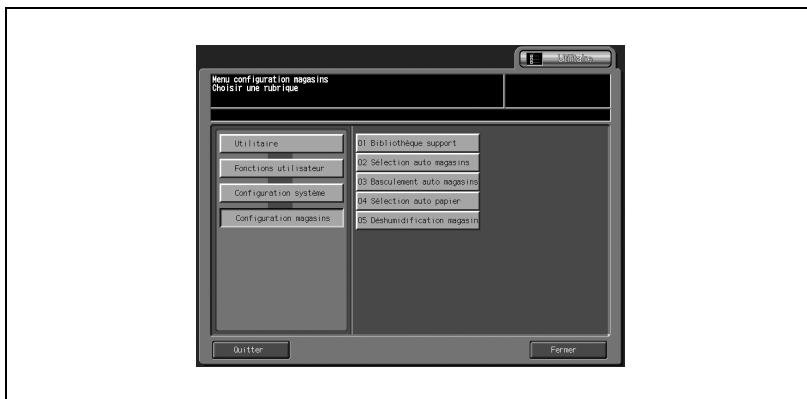 Utilitaire
Menu configuration magasins
Choisir une rubrique
Utilitaire
Fonctions utilisateur
Configuration système
Configuration magasins
01 Bibliothèque support
02 Sélection auto magasins
03 Basculement auto magasins
04 Sélection auto papier
05 Déshumidification magasin
Quitter
Fermer